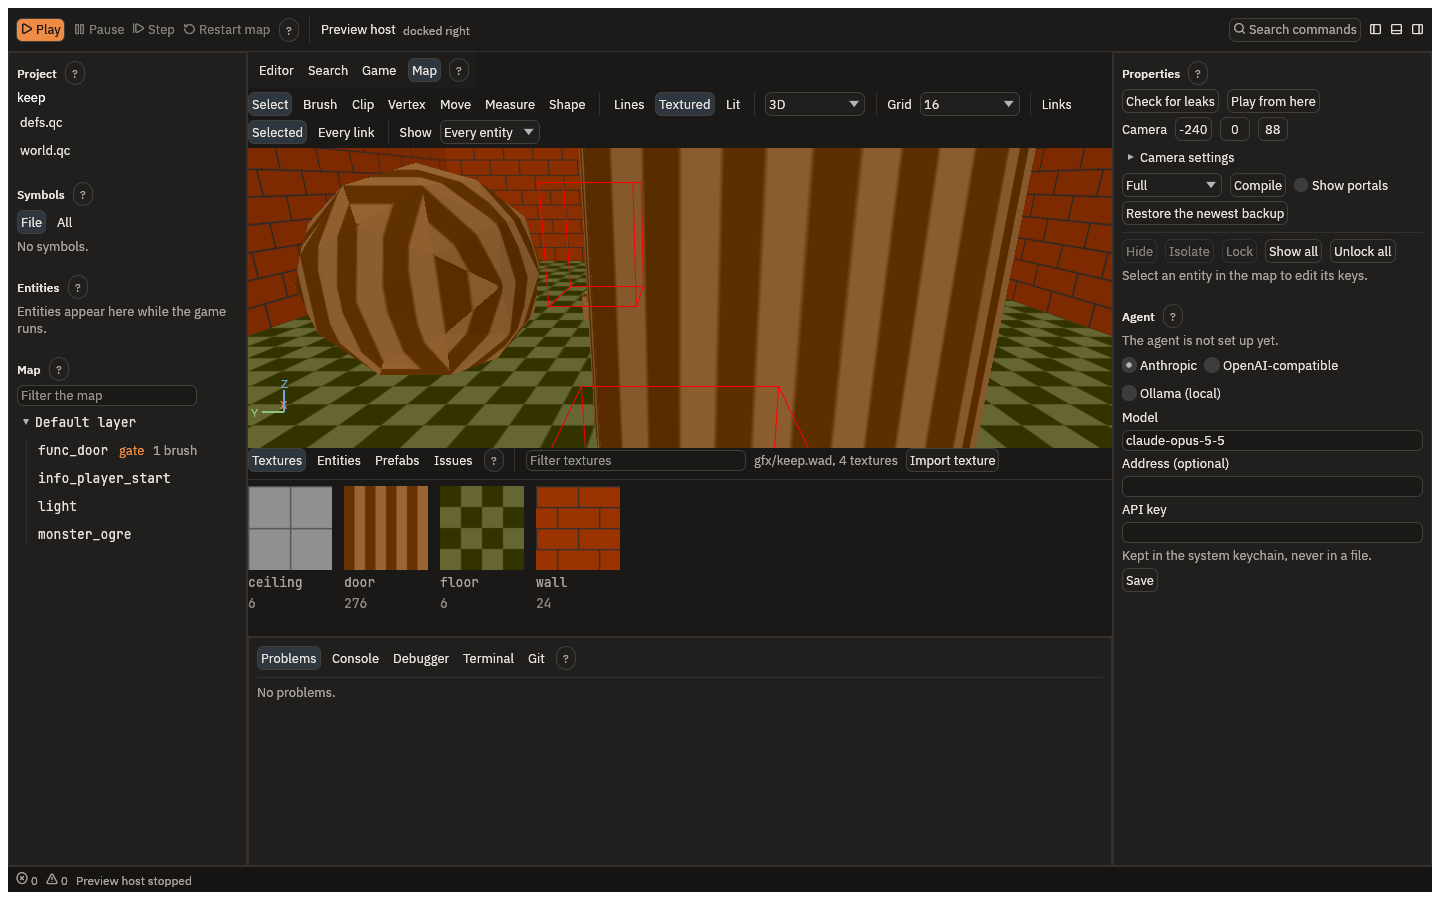 Play Pause Step Restart map ? Preview host docked right Search commands
Project ?
keep
defs.qc
world.qc
Symbols ?
File All
No symbols.
Entities ?
Entities appear here while the game
runs.
Map ?
Filter the map
Default layer
func_door gate 1 brush
info_player_start
light
monster_ogre
Editor Search Game Map ?
Select Brush Clip Vertex Move Measure Shape Lines Textured Lit 3D Grid 16 Links
Selected Every link Show Every entity
Z
Y X
Textures Entities Prefabs Issues ? Filter textures gfx/keep.wad, 4 textures Import texture
ceiling door floor wall
6 276 6 24
Problems Console Debugger Terminal Git ?
No problems.
Properties ?
Check for leaks Play from here
Camera -240 0 88
Camera settings
Full Compile Show portals
Restore the newest backup
Hide Isolate Lock Show all Unlock all
Select an entity in the map to edit its keys.
Agent ?
The agent is not set up yet.
Anthropic OpenAI-compatible
Ollama (local)
Model
claude-opus-5-5
Address (optional)
API key
Kept in the system keychain, never in a file.
Save
0 0 Preview host stopped